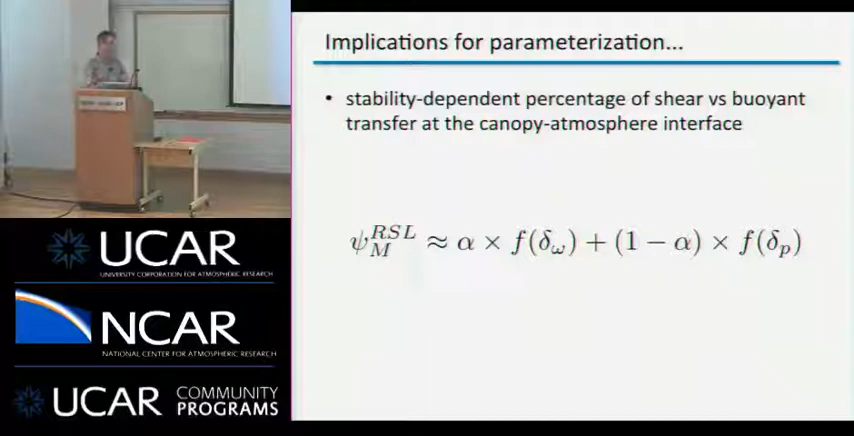 Implications for parameterization...
• stability-dependent percentage of shear vs buoyant
transfer at the canopy-atmosphere interface
ψ_M^{RSL} ≈ α × f(δ_ω) + (1 − α) × f(δ_p)
UCAR
UNIVERSITY CORPORATION FOR ATMOSPHERIC RESEARCH
NCAR
NATIONAL CENTER FOR ATMOSPHERIC RESEARCH
UCAR COMMUNITY
PROGRAMS